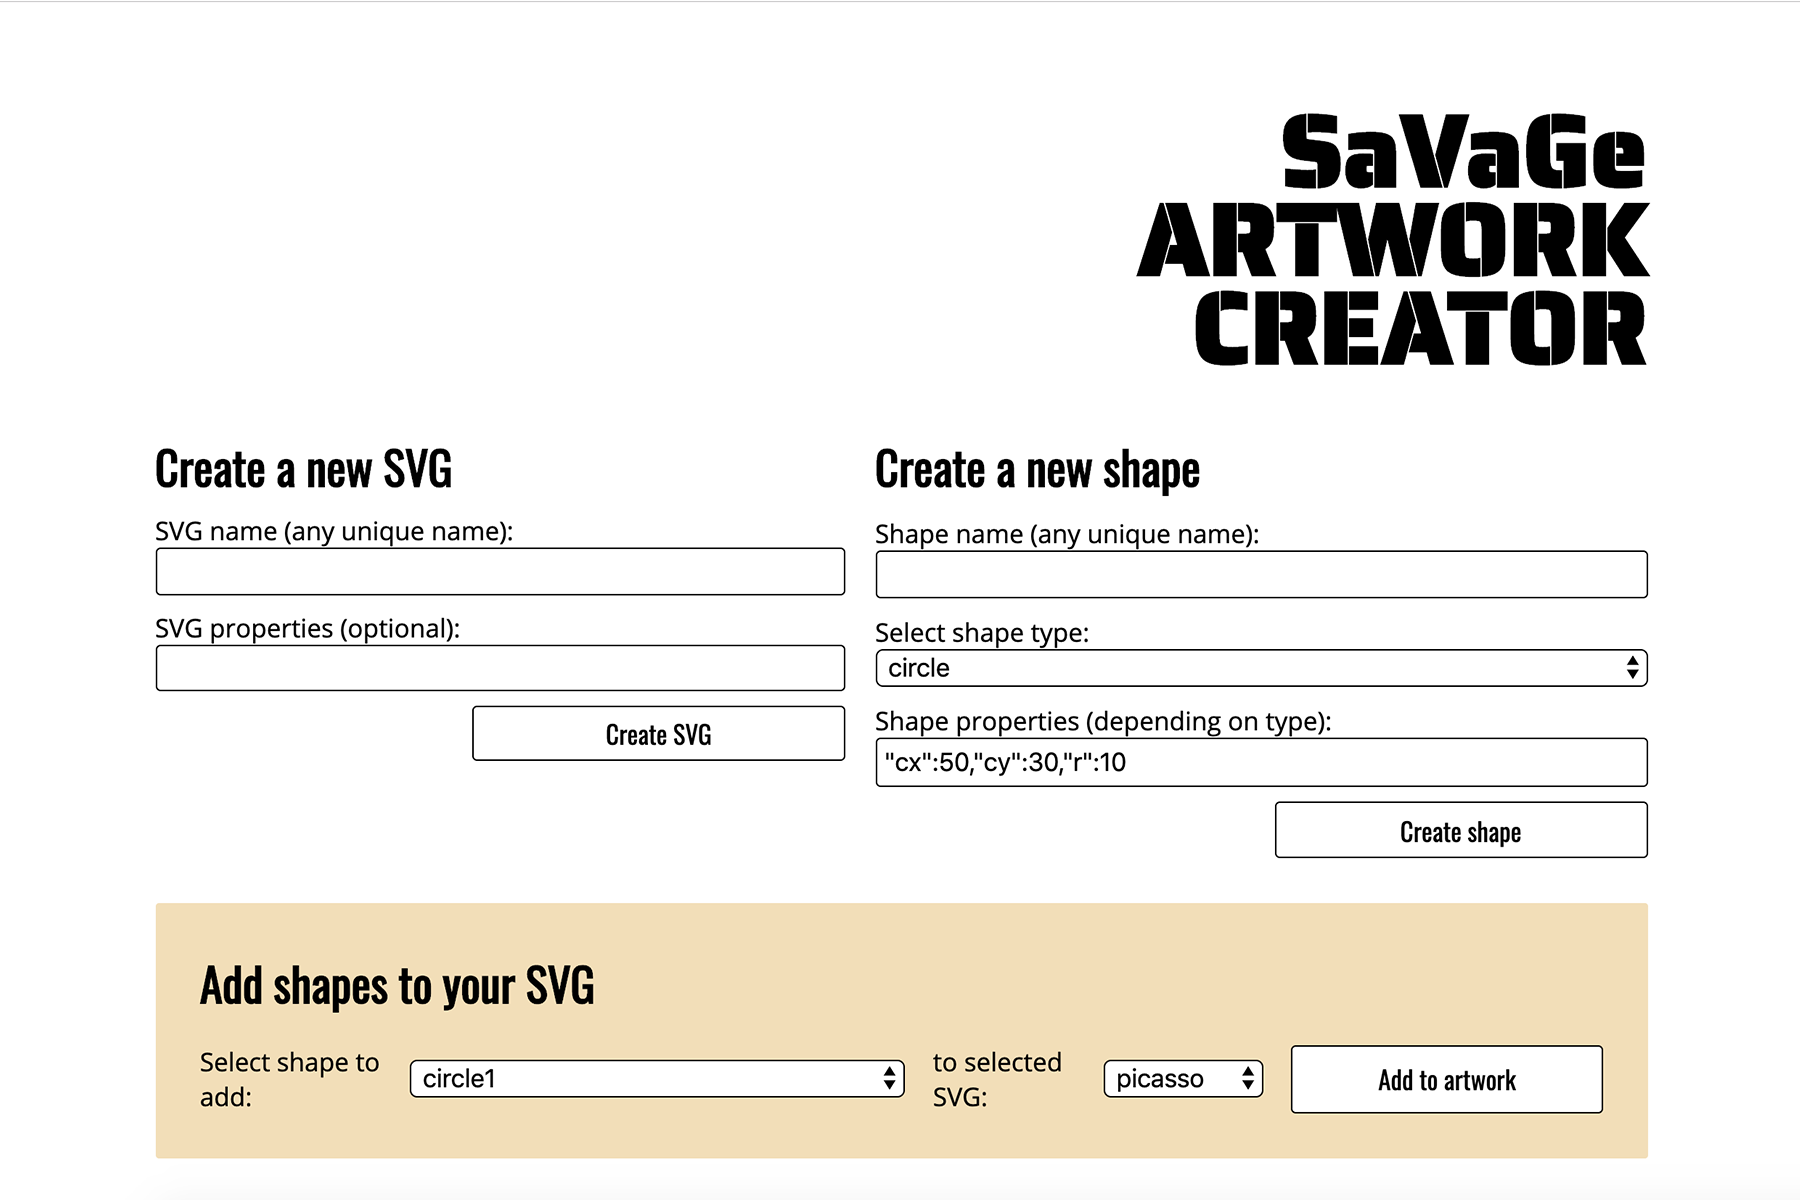 SaVaGe
ARTWORK
CREATOR
Create a new SVG
SVG name (any unique name):
SVG properties (optional):
Create SVG
Create a new shape
Shape name (any unique name):
Select shape type:
circle
Shape properties (depending on type):
"cx":50,"cy":30,"r":10
Create shape
Add shapes to your SVG
Select shape to
add:
circle1
to selected
SVG:
picasso
Add to artwork